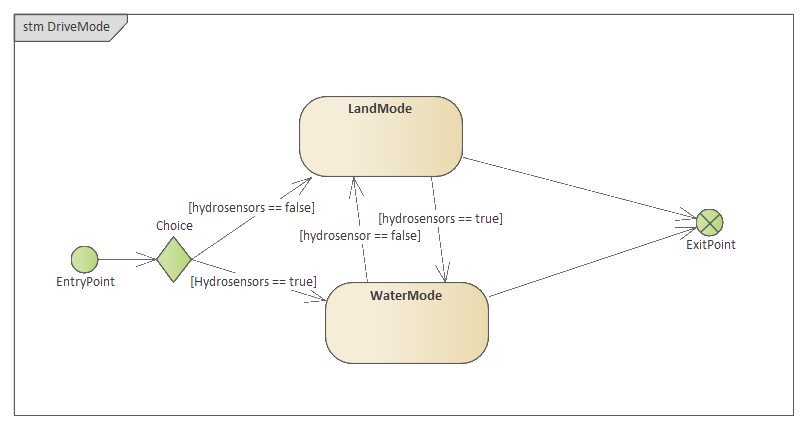 stm DriveMode
LandMode
[hydrosensors == false]
[hydrosensors == true]
Choice
[hydrosensor == false]
ExitPoint
EntryPoint
[Hydrosensors == true]
WaterMode